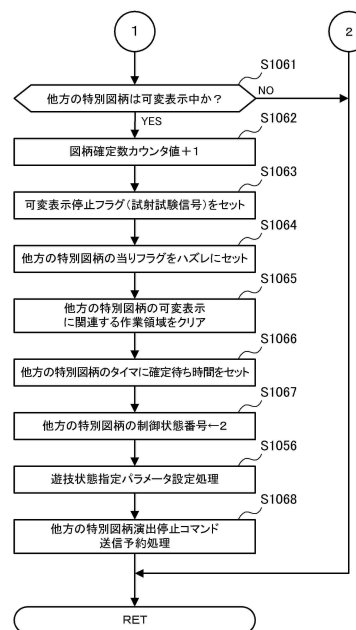 1
2
S1061
他方の特別図柄は可変表示中か？
NO
YES
S1062
図柄確定数カウンタ値＋1
S1063
可変表示停止フラグ（試射試験信号）をセット
S1064
他方の特別図柄の当りフラグをハズレにセット
S1065
他方の特別図柄の可変表示
に関連する作業領域をクリア
S1066
他方の特別図柄のタイマに確定待ち時間をセット
S1067
他方の特別図柄の制御状態番号←2
S1056
遊技状態指定パラメータ設定処理
S1068
他方の特別図柄演出停止コマンド
送信予約処理
RET